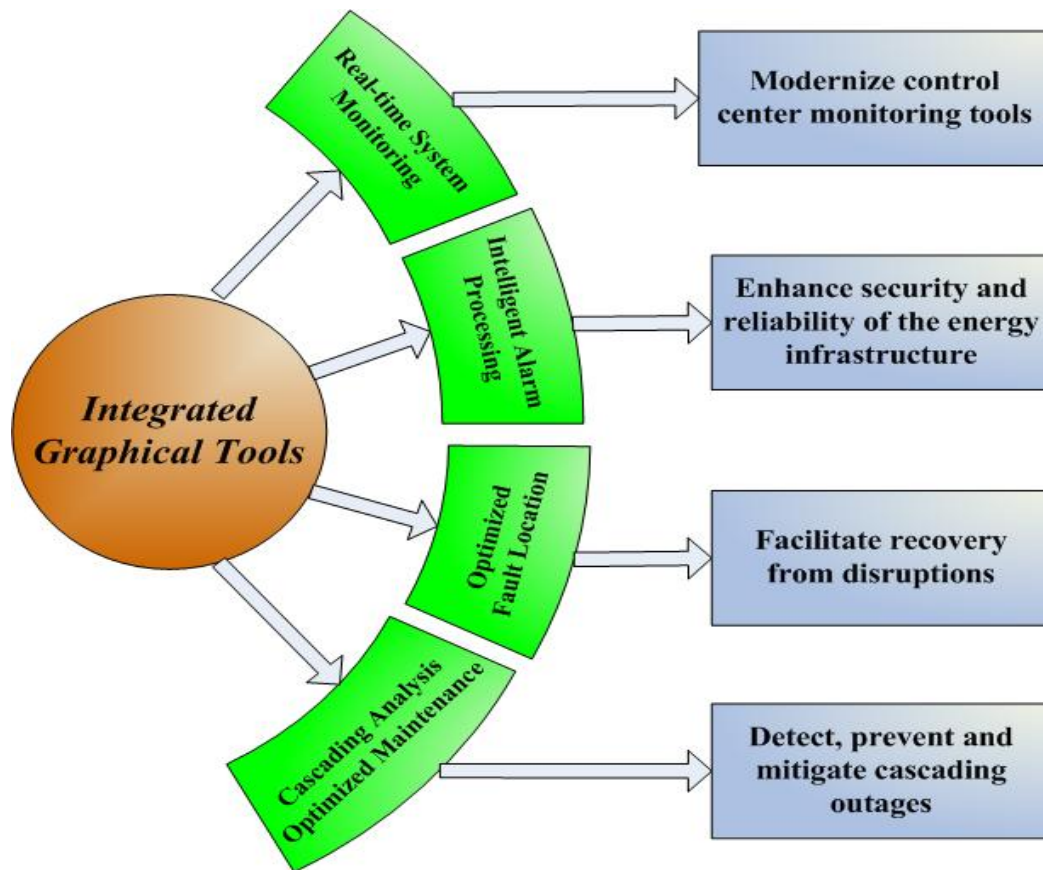 Integrated
Graphical Tools
Real-time System
Monitoring
Modernize control
center monitoring tools
Intelligent Alarm
Processing
Enhance security and
reliability of the energy
infrastructure
Optimized
Fault Location
Facilitate recovery
from disruptions
Cascading Analysis
Optimized Maintenance
Detect, prevent and
mitigate cascading
outages